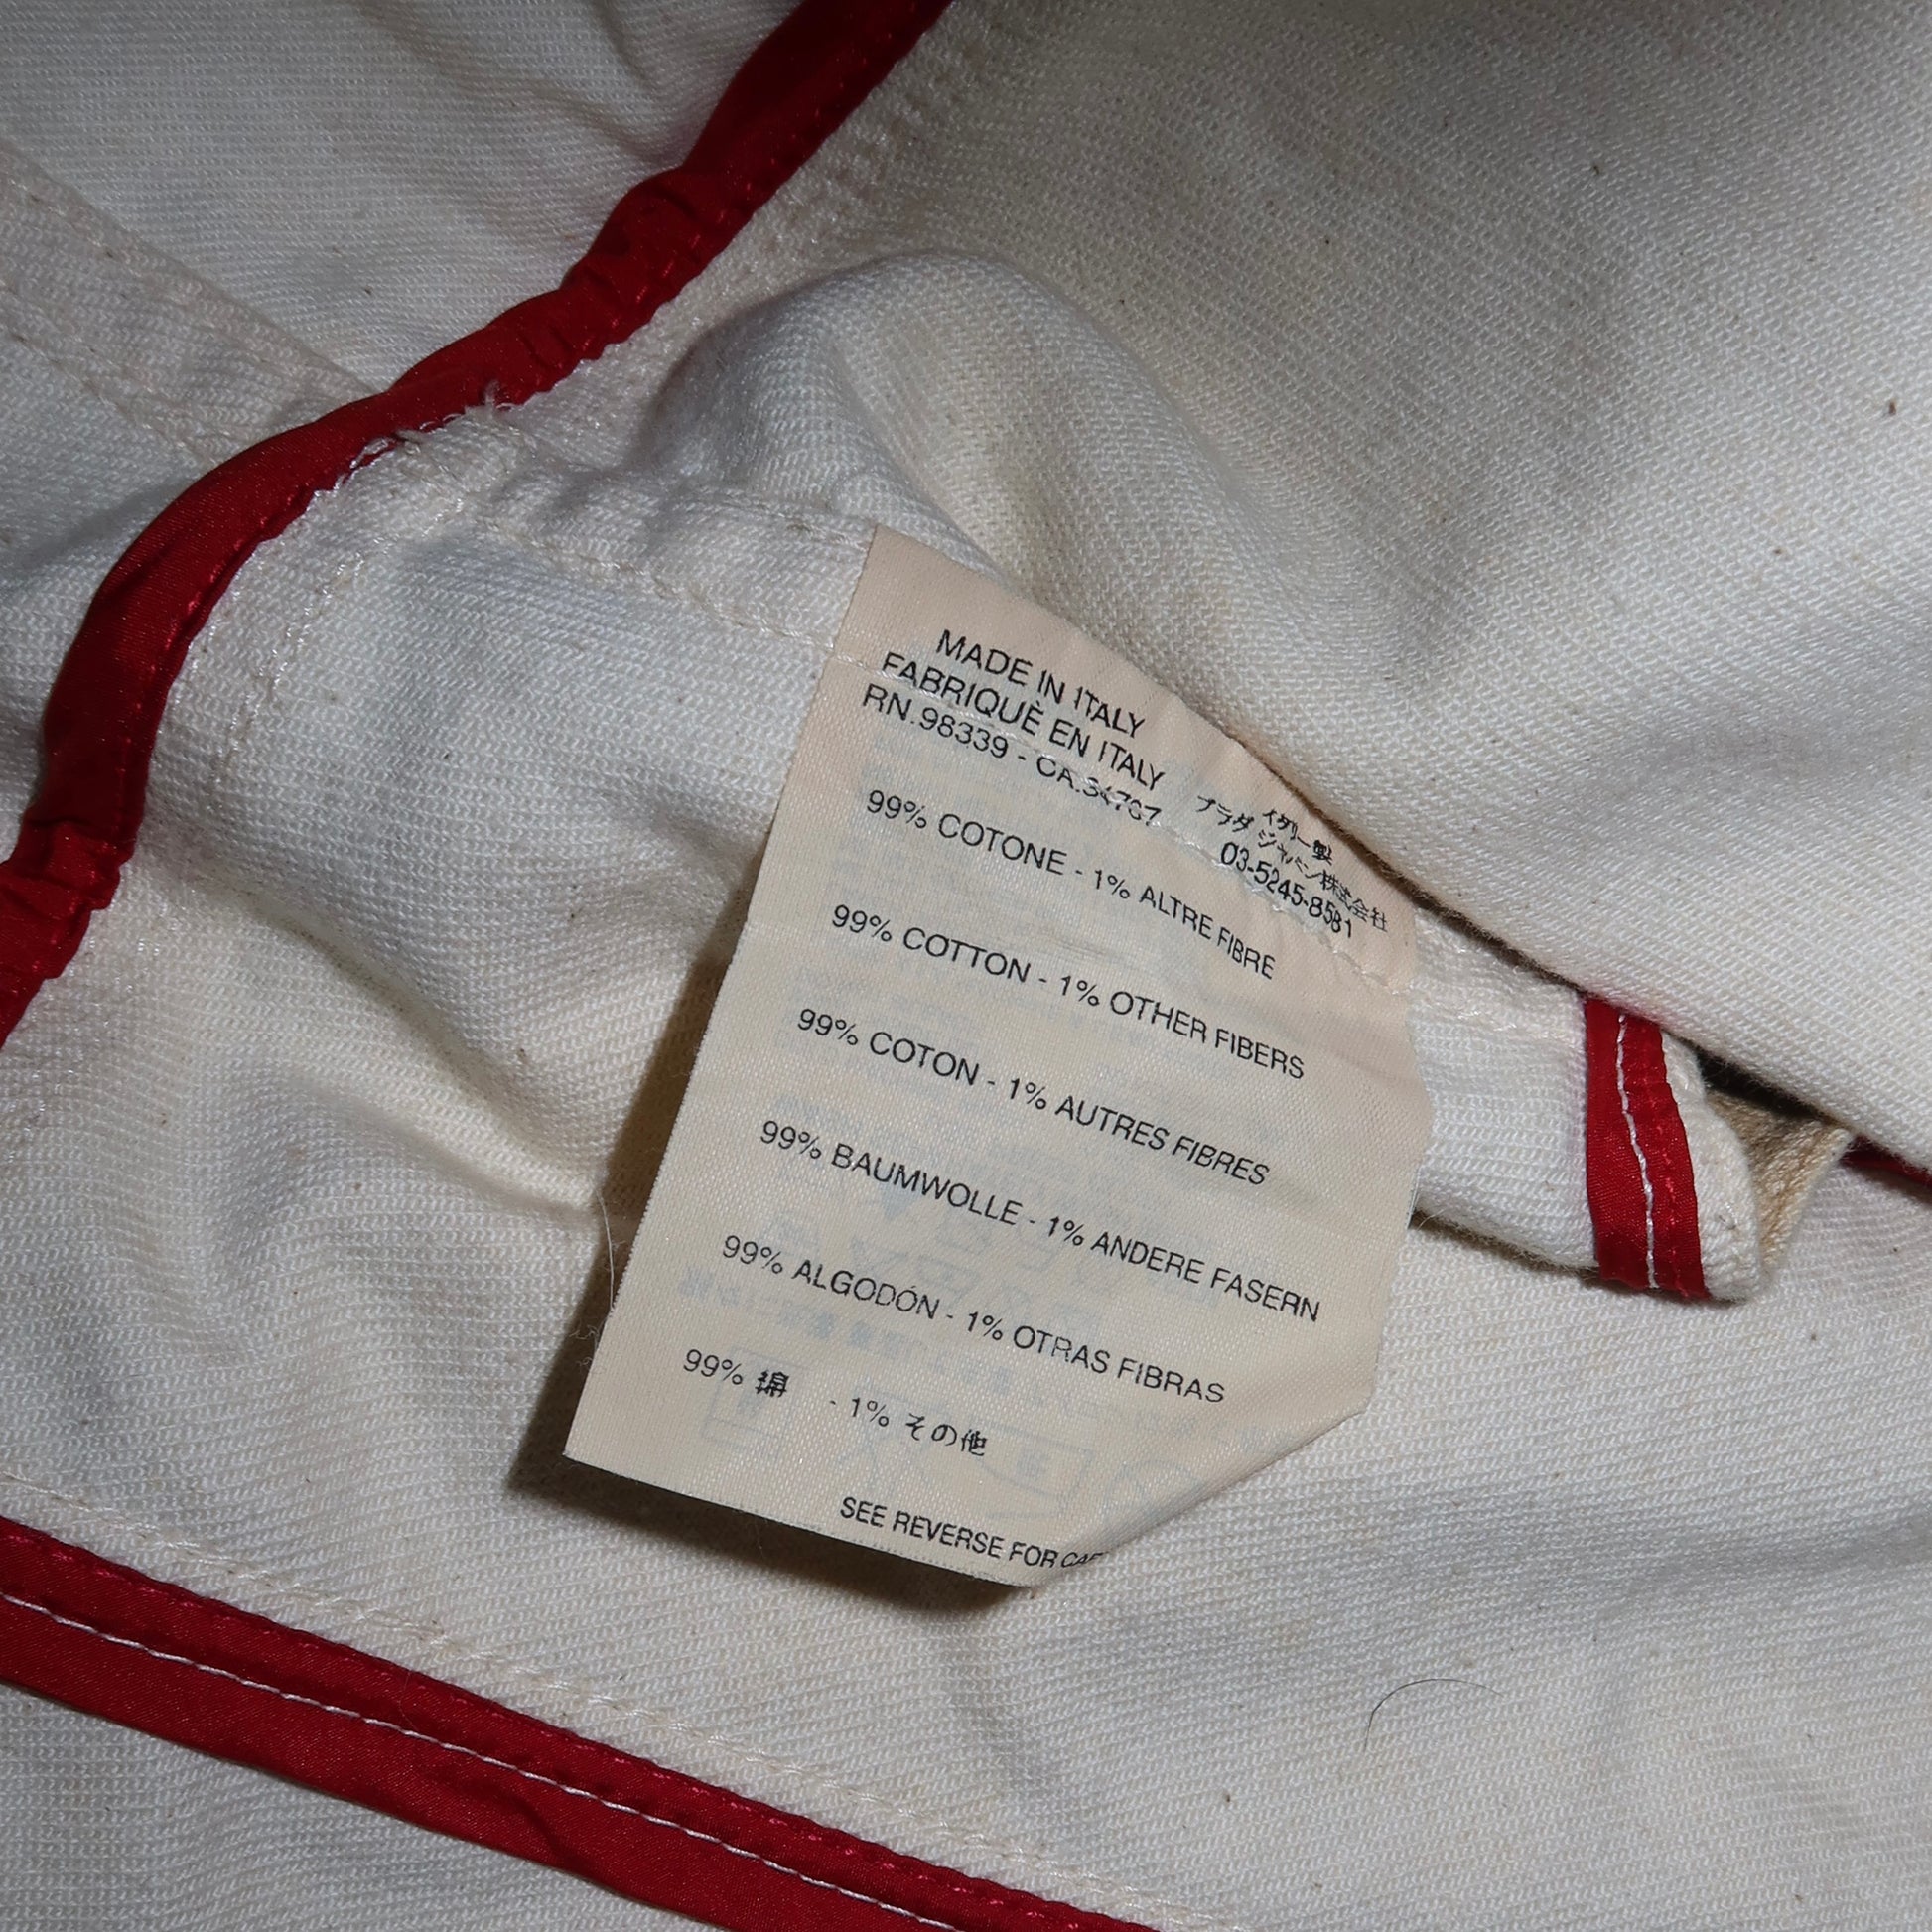 MADE IN ITALY
FABRIQUÈ EN ITALY
RN.98339 - CA.34787
イタリー製
プラダ ジャパン株式会社
03-5245-8581
99% COTONE - 1% ALTRE FIBRE
99% COTTON - 1% OTHER FIBERS
99% COTON - 1% AUTRES FIBRES
99% BAUMWOLLE - 1% ANDERE FASERN
99% ALGODÓN - 1% OTRAS FIBRAS
99% 綿 - 1% その他
SEE REVERSE FOR